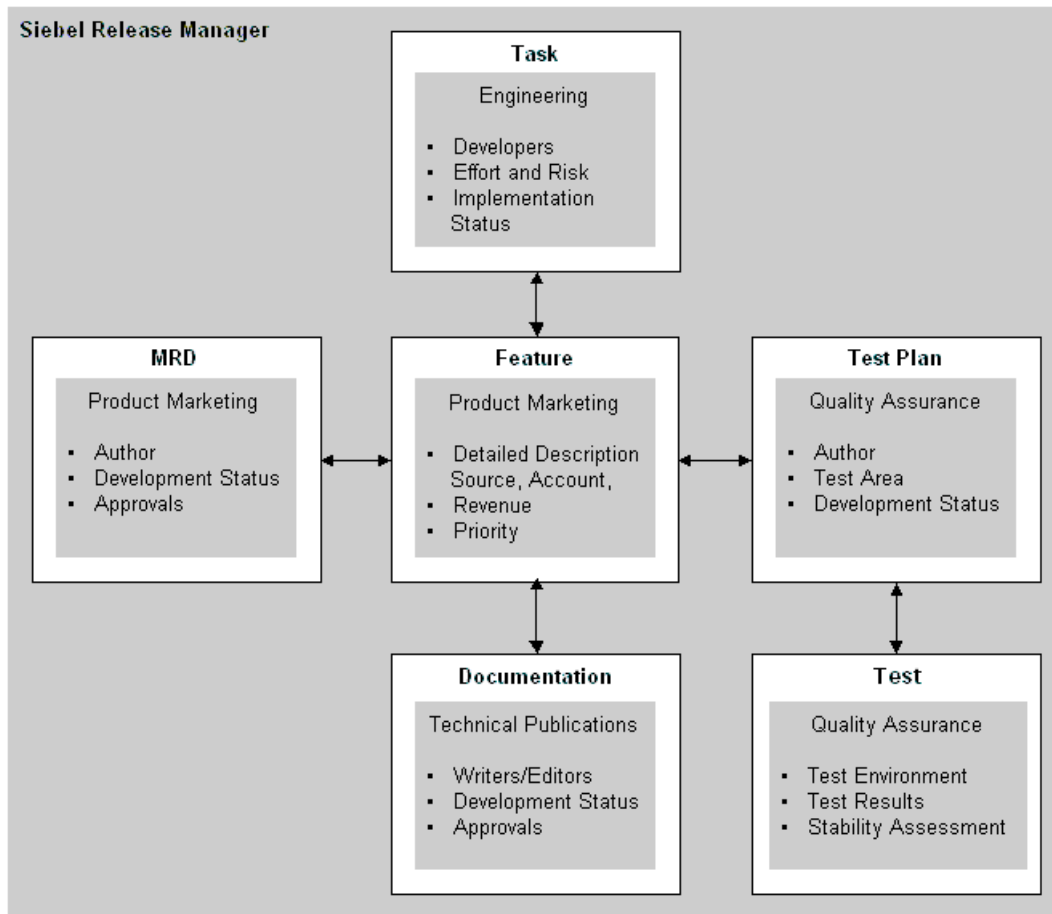 Siebel Release Manager
Task
Engineering
▪ Developers
▪ Effort and Risk
▪ Implementation
Status
MRD
Product Marketing
▪ Author
▪ Development Status
▪ Approvals
Feature
Product Marketing
▪ Detailed Description
Source, Account,
▪ Revenue
▪ Priority
Test Plan
Quality Assurance
▪ Author
▪ Test Area
▪ Development Status
Documentation
Technical Publications
▪ Writers/Editors
▪ Development Status
▪ Approvals
Test
Quality Assurance
▪ Test Environment
▪ Test Results
▪ Stability Assessment